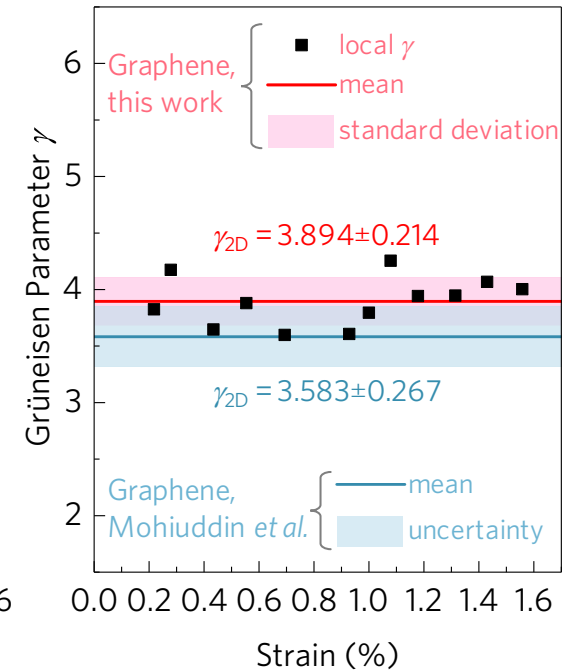 6
5
4
3
2
Grüneisen Parameter γ
Graphene,
this work
local γ
mean
standard deviation
γ2D = 3.894±0.214
γ2D = 3.583±0.267
Graphene,
Mohiuddin et al.
mean
uncertainty
6
0.0 0.2 0.4 0.6 0.8 1.0 1.2 1.4 1.6
Strain (%)